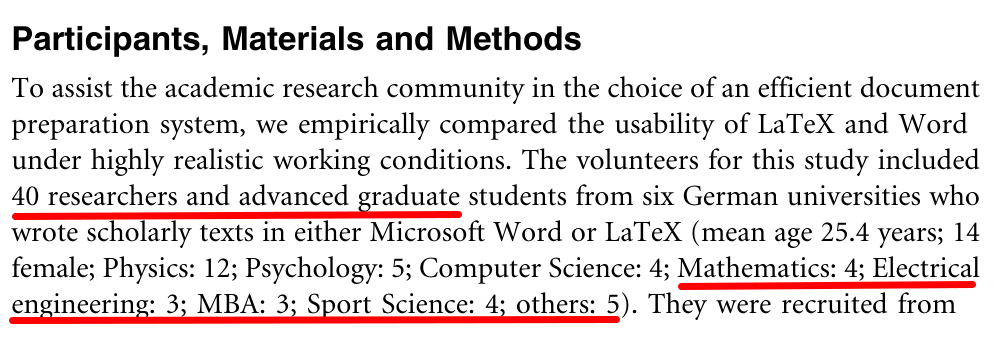 Participants, Materials and Methods
To assist the academic research community in the choice of an efficient document
preparation system, we empirically compared the usability of LaTeX and Word
under highly realistic working conditions. The volunteers for this study included
40 researchers and advanced graduate students from six German universities who
wrote scholarly texts in either Microsoft Word or LaTeX (mean age 25.4 years; 14
female; Physics: 12; Psychology: 5; Computer Science: 4; Mathematics: 4; Electrical
engineering: 3; MBA: 3; Sport Science: 4; others: 5). They were recruited from